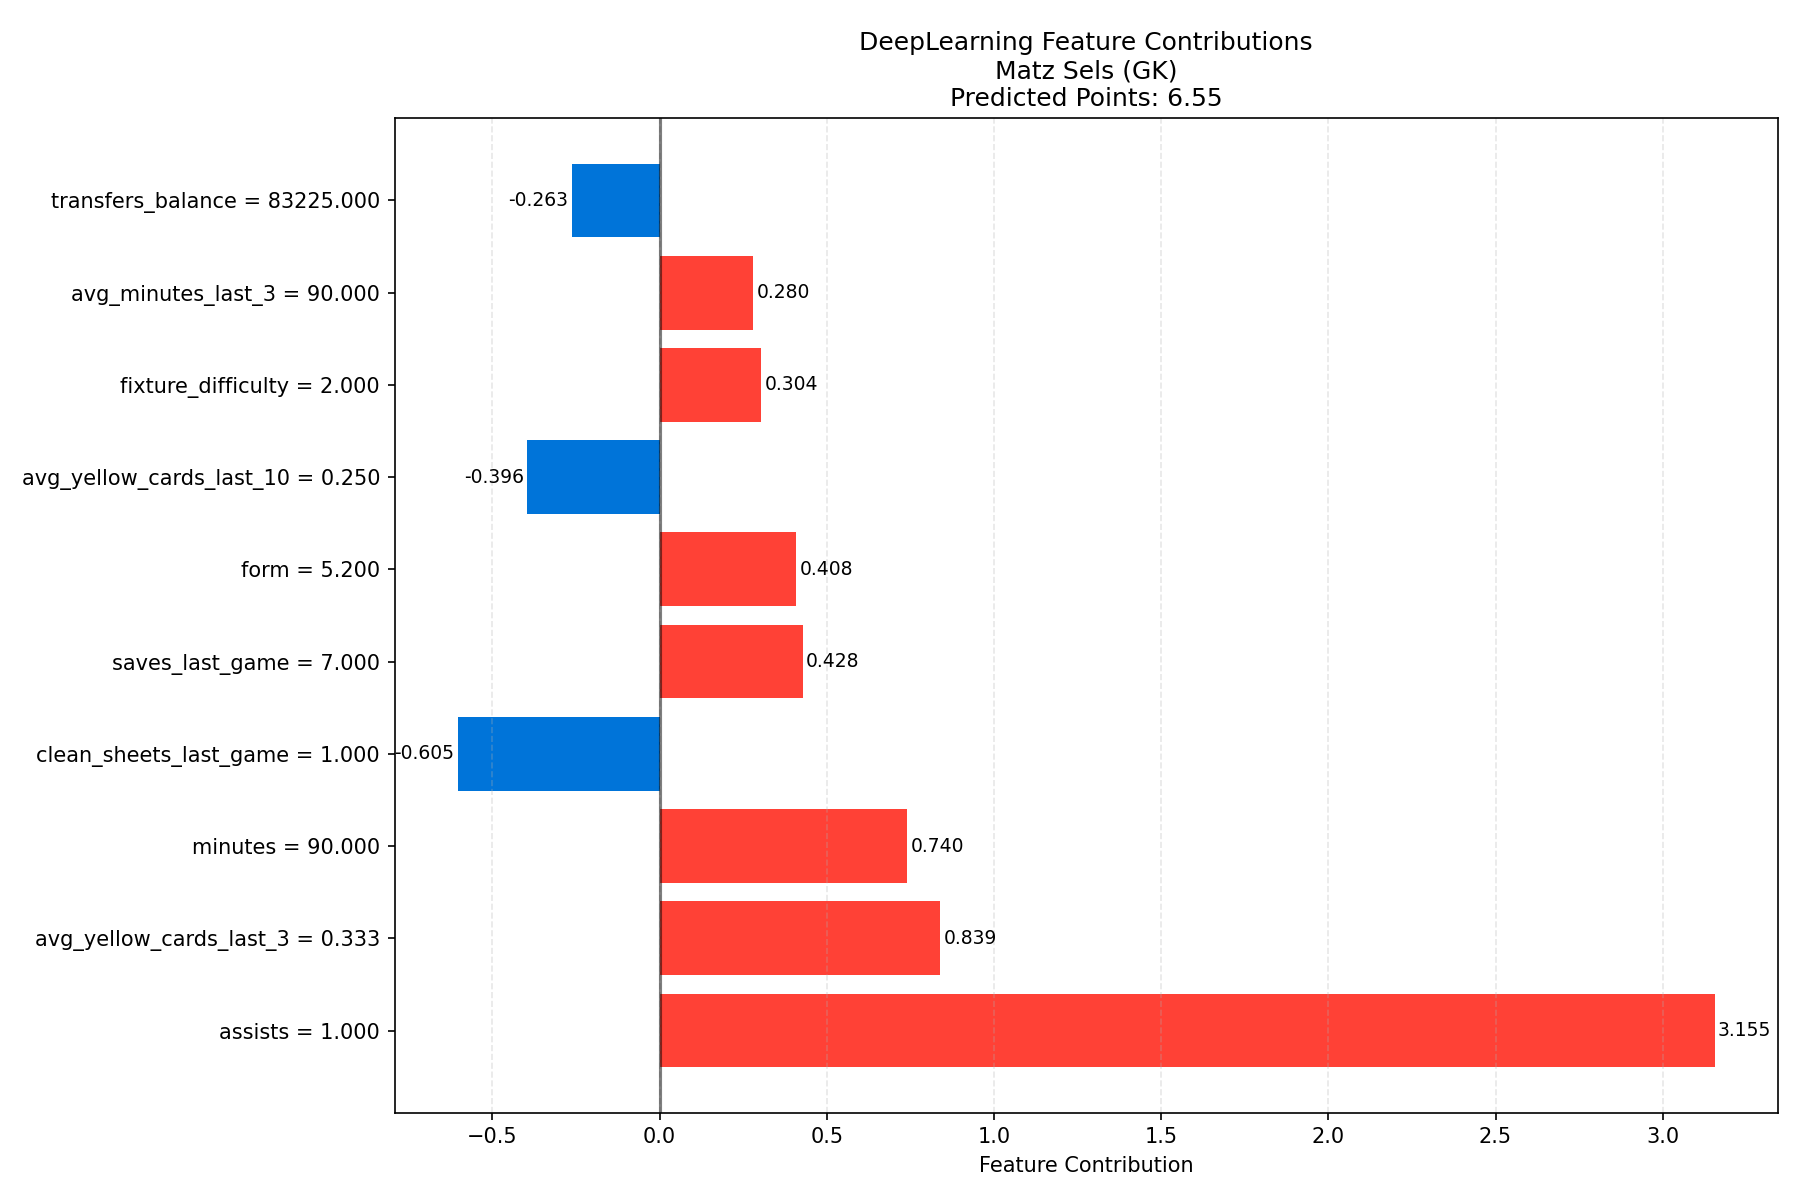 DeepLearning Feature Contributions
Matz Sels (GK)
Predicted Points: 6.55
transfers_balance = 83225.000
-0.263
avg_minutes_last_3 = 90.000
0.280
fixture_difficulty = 2.000
0.304
avg_yellow_cards_last_10 = 0.250
-0.396
form = 5.200
0.408
saves_last_game = 7.000
0.428
clean_sheets_last_game = 1.000
-0.605
minutes = 90.000
0.740
avg_yellow_cards_last_3 = 0.333
0.839
assists = 1.000
3.155
−0.5 0.0 0.5 1.0 1.5 2.0 2.5 3.0
Feature Contribution